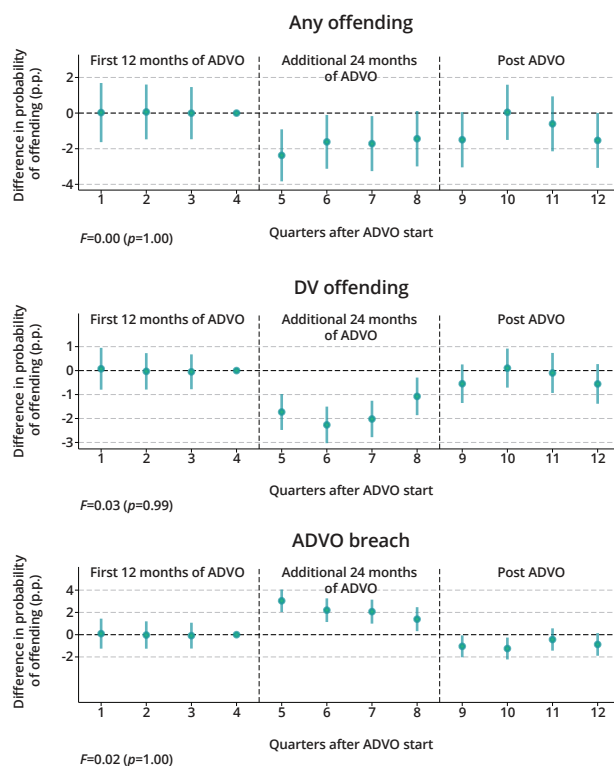 Any offending
First 12 months of ADVO
Additional 24 months
of ADVO
Post ADVO
Difference in probability
of offending (p.p.)
2
0
-2
-4
1 2 3 4 5 6 7 8 9 10 11 12
F=0.00 (p=1.00)
Quarters after ADVO start
DV offending
First 12 months of ADVO
Additional 24 months
of ADVO
Post ADVO
Difference in probability
of offending (p.p.)
1
0
-1
-2
-3
1 2 3 4 5 6 7 8 9 10 11 12
Quarters after ADVO start
F=0.03 (p=0.99)
ADVO breach
First 12 months of ADVO
Additional 24 months
of ADVO
Post ADVO
Difference in probability
of offending (p.p.)
4
2
0
-2
1 2 3 4 5 6 7 8 9 10 11 12
Quarters after ADVO start
F=0.02 (p=1.00)